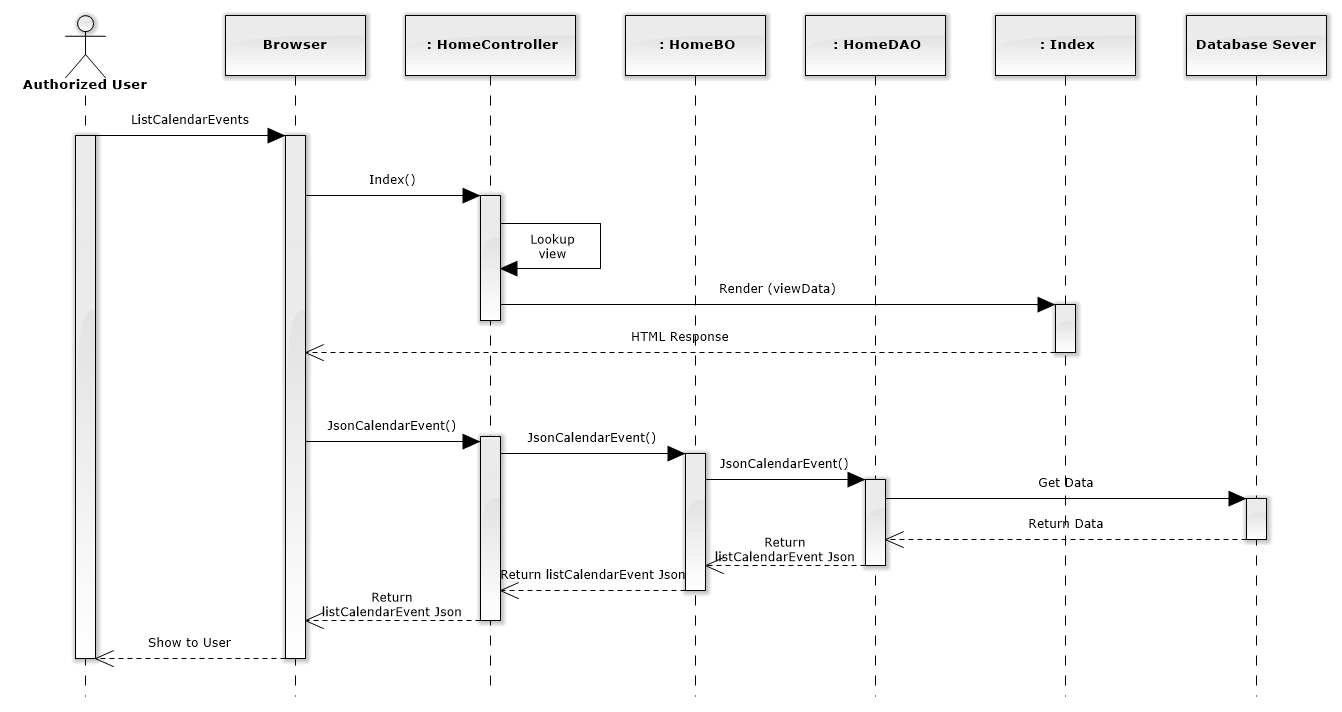 Authorized User
Browser
: HomeController
: HomeBO
: HomeDAO
: Index
Database Sever
ListCalendarEvents
Index()
Lookup
view
Render (viewData)
HTML Response
JsonCalendarEvent()
JsonCalendarEvent()
JsonCalendarEvent()
Get Data
Return Data
Return
listCalendarEvent Json
Return listCalendarEvent Json
Return
listCalendarEvent Json
Show to User